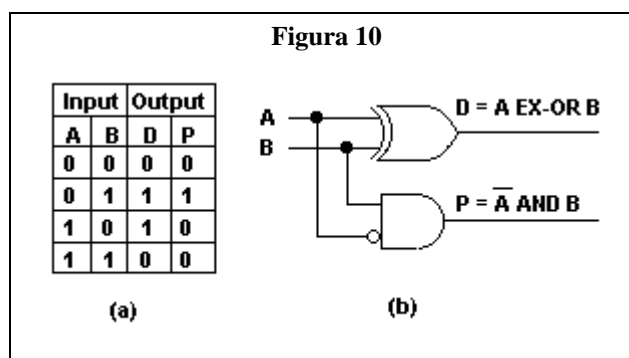 Figura 10
Input Output
A B D P
0 0 0 0
0 1 1 1
1 0 1 0
1 1 0 0
(a)
A
B
D = A EX-OR B
P = A̅ AND B
(b)